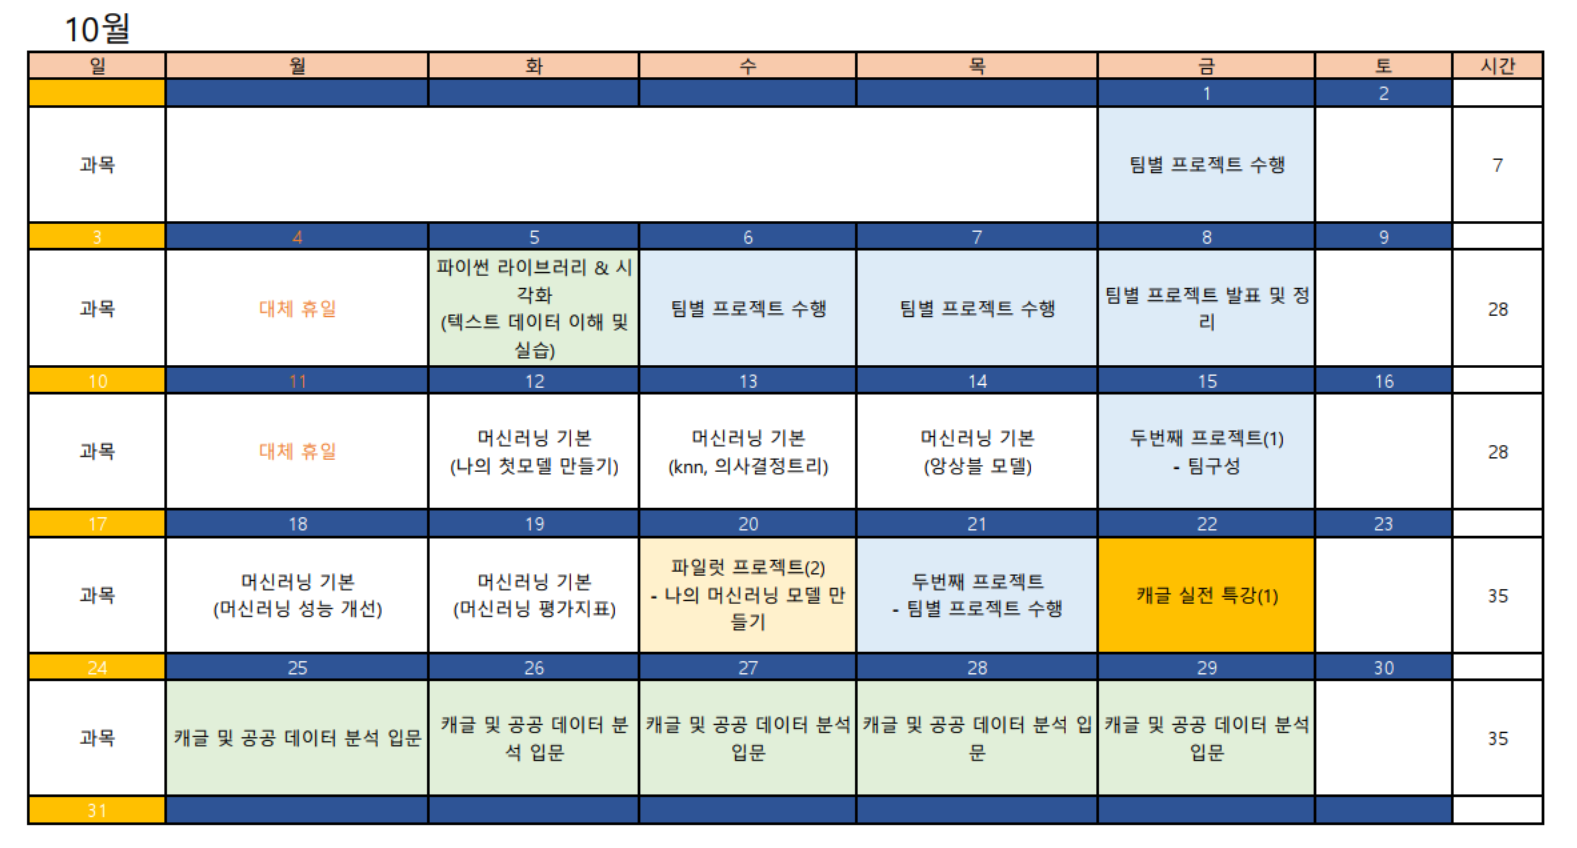 10월
일 월 화 수 목 금 토 시간
1 2
과목 팀별 프로젝트 수행 7
3 4 5 6 7 8 9
과목
대체 휴일
파이썬 라이브러리 & 시
각화
(텍스트 데이터 이해 및
실습)
팀별 프로젝트 수행
팀별 프로젝트 수행
팀별 프로젝트 발표 및 정
리
28
10 11 12 13 14 15 16
과목
대체 휴일
머신러닝 기본
(나의 첫모델 만들기)
머신러닝 기본
(knn, 의사결정트리)
머신러닝 기본
(앙상블 모델)
두번째 프로젝트(1)
- 팀구성
28
17 18 19 20 21 22 23
과목
머신러닝 기본
(머신러닝 성능 개선)
머신러닝 기본
(머신러닝 평가지표)
파일럿 프로젝트(2)
- 나의 머신러닝 모델 만
들기
두번째 프로젝트
- 팀별 프로젝트 수행
캐글 실전 특강(1)
35
24 25 26 27 28 29 30
과목
캐글 및 공공 데이터 분석 입문
캐글 및 공공 데이터 분
석 입문
캐글 및 공공 데이터 분석
입문
캐글 및 공공 데이터 분석 입
문
캐글 및 공공 데이터 분석
입문
35
31